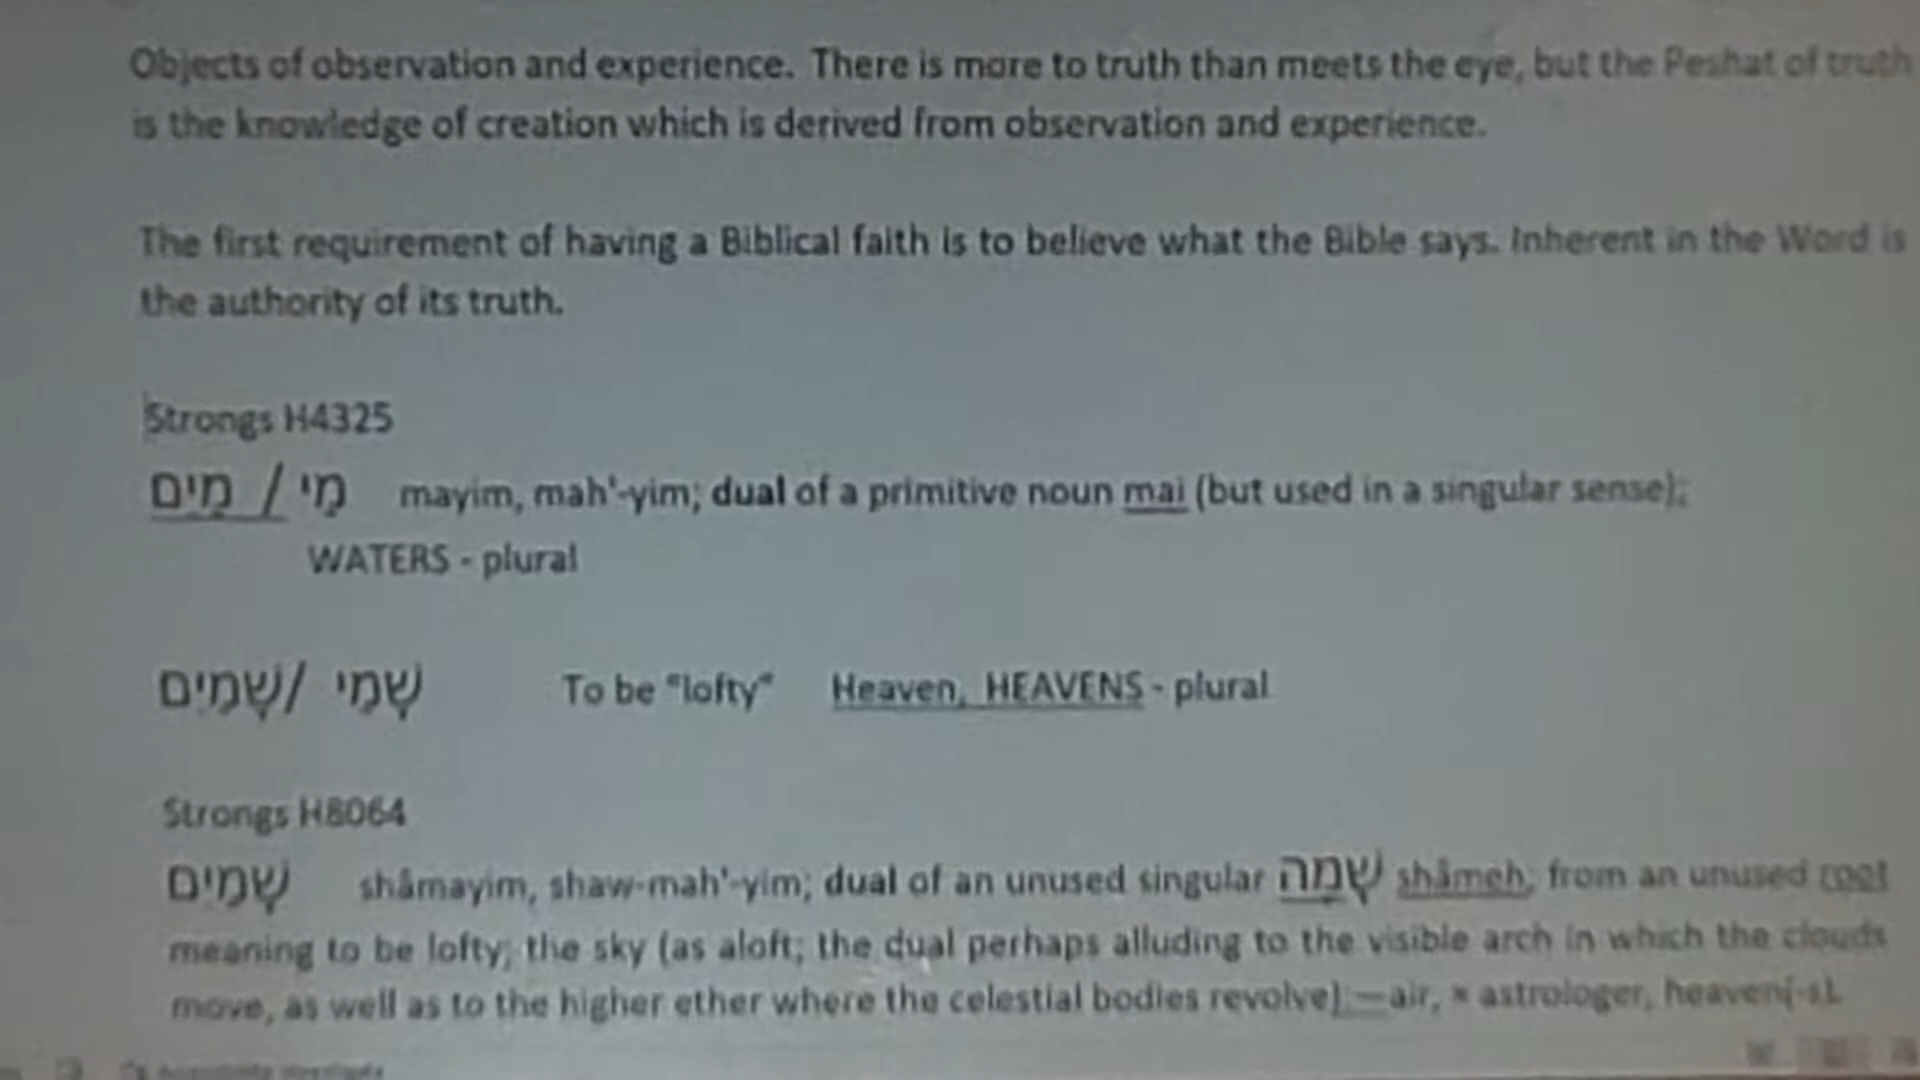 Objects of observation and experience. There is more to truth than meets the eye, but the Peshat of truth
is the knowledge of creation which is derived from observation and experience.
The first requirement of having a Biblical faith is to believe what the Bible says. Inherent in the Word is
the authority of its truth.
Strongs H4325
מַי / מַיִם mayim, mah'-yim; dual of a primitive noun mai (but used in a singular sense);
WATERS - plural
שָׁמַי /שָׁמַיִם To be "lofty" Heaven, HEAVENS - plural
Strongs H8064
שָׁמַיִם shâmayim, shaw-mah'-yim; dual of an unused singular שָׁמֶה shâmeh; from an unused root
meaning to be lofty; the sky (as aloft; the dual perhaps alluding to the visible arch in which the clouds
move, as well as to the higher ether where the celestial bodies revolve):—air, × astrologer, heaven(-s).